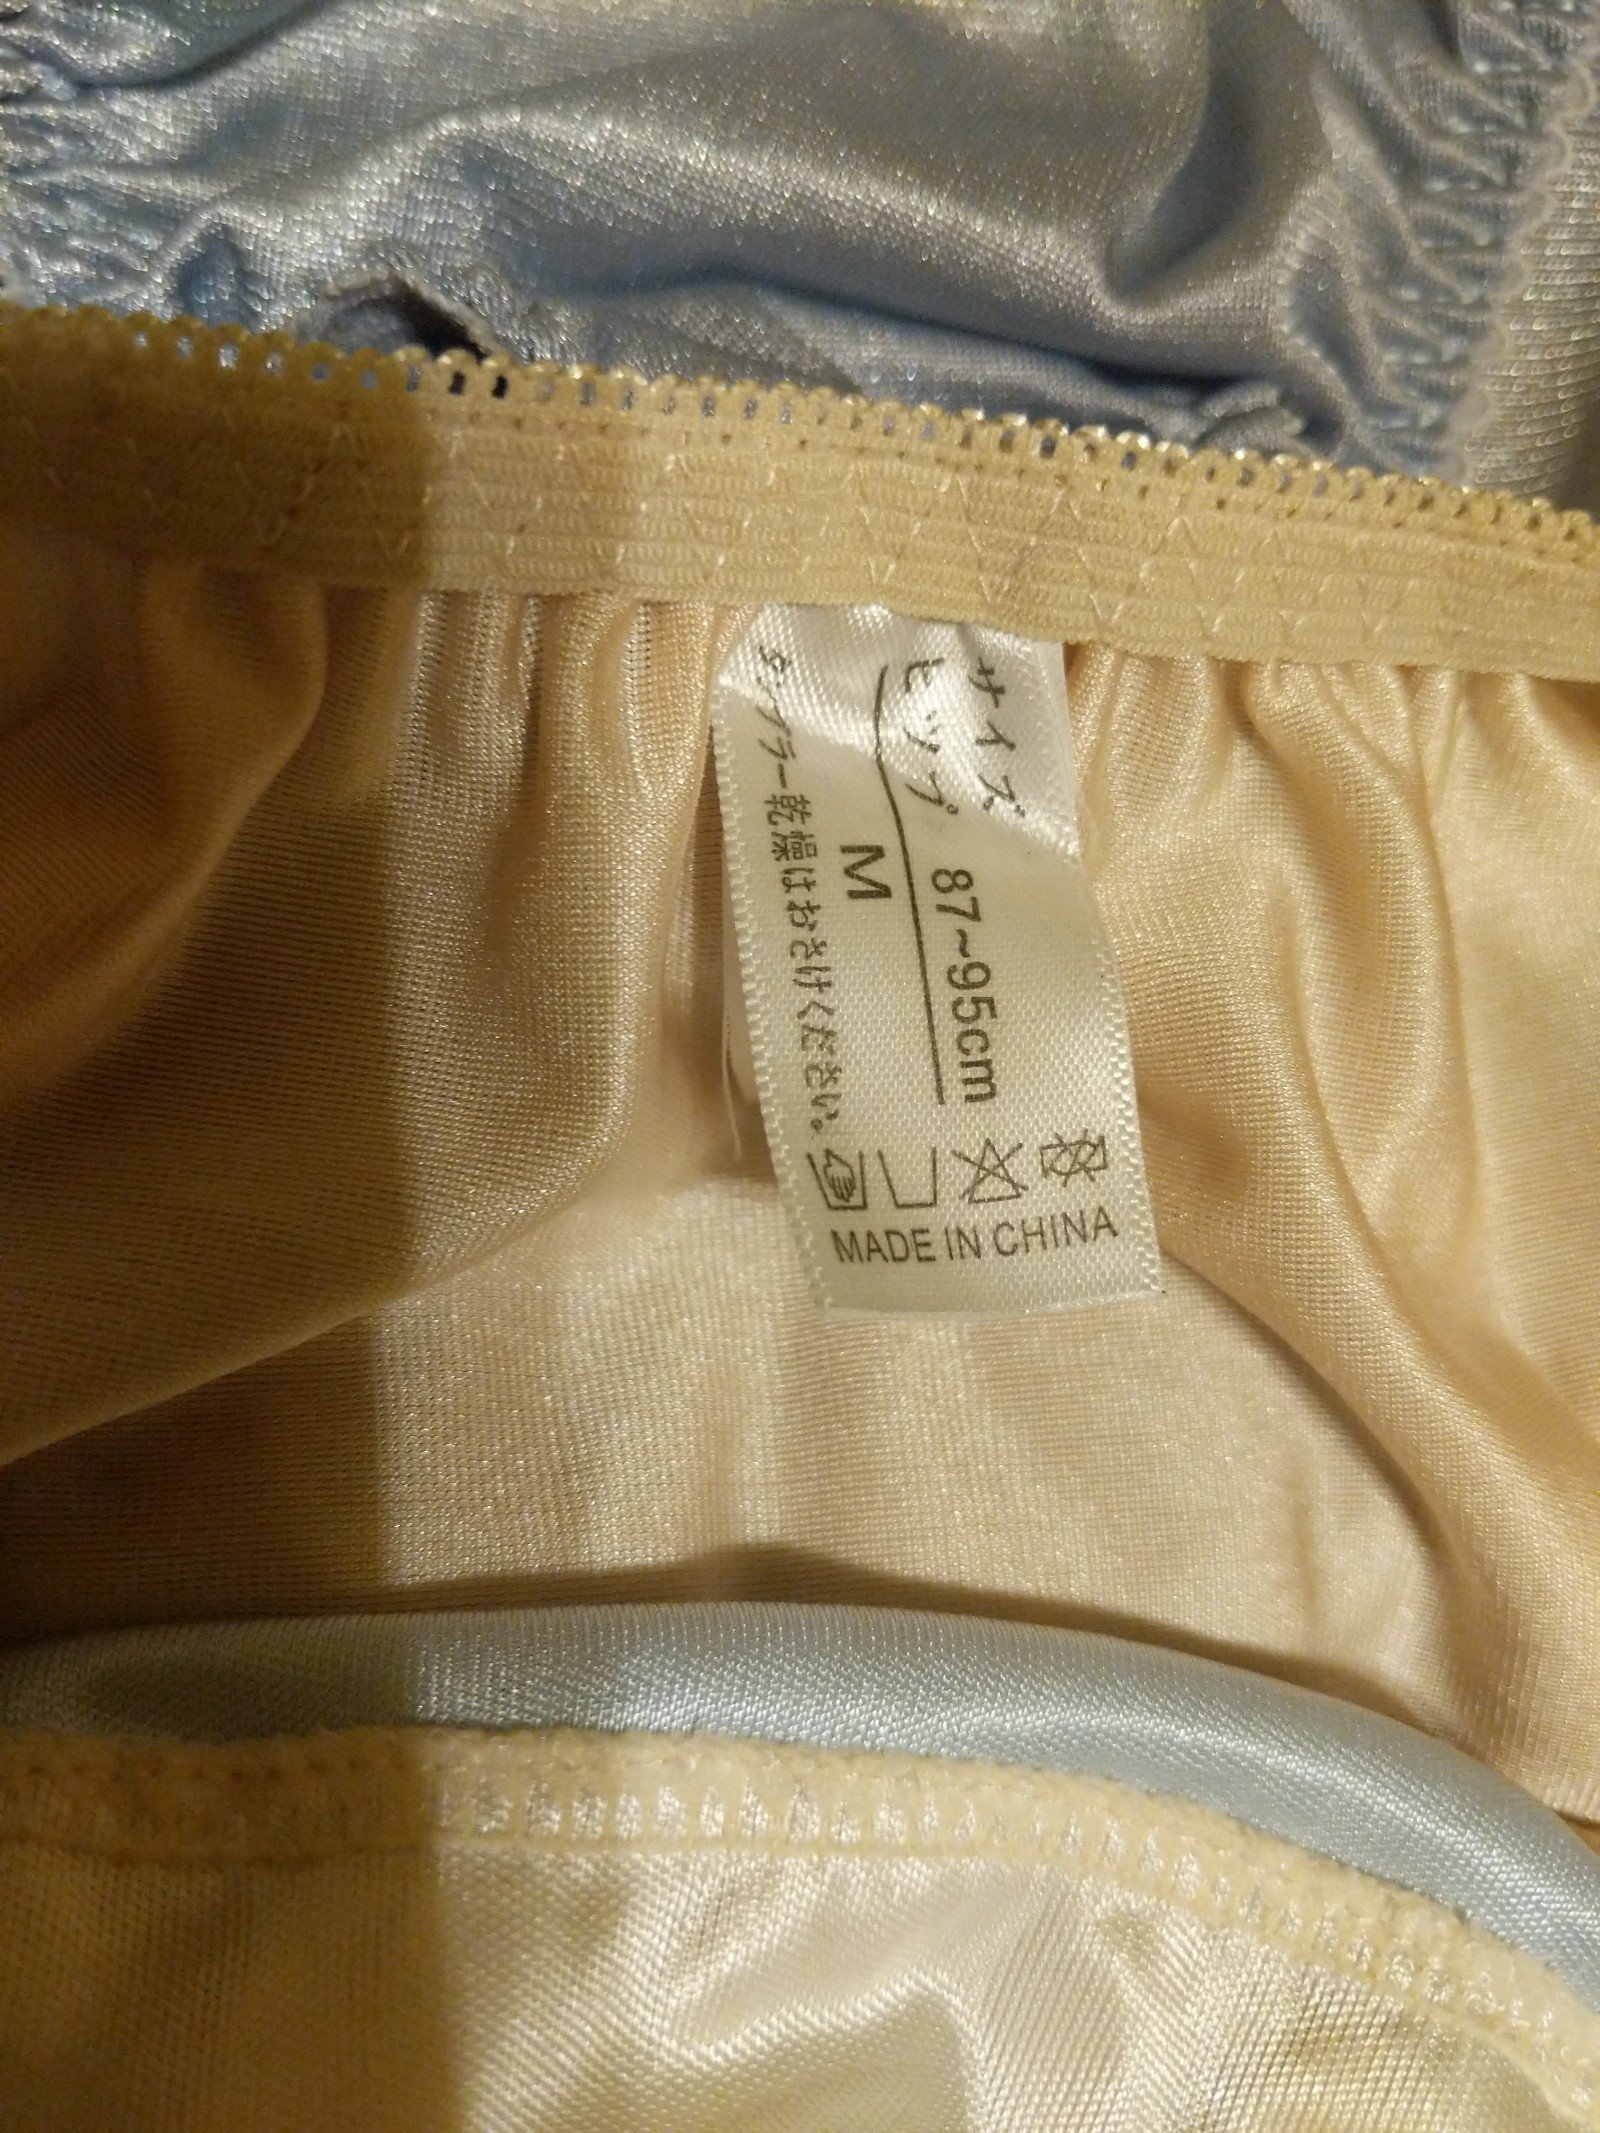 サイズ
ヒップ 87~95cm
M
タンブラー乾燥はおさけください。
MADE IN CHINA